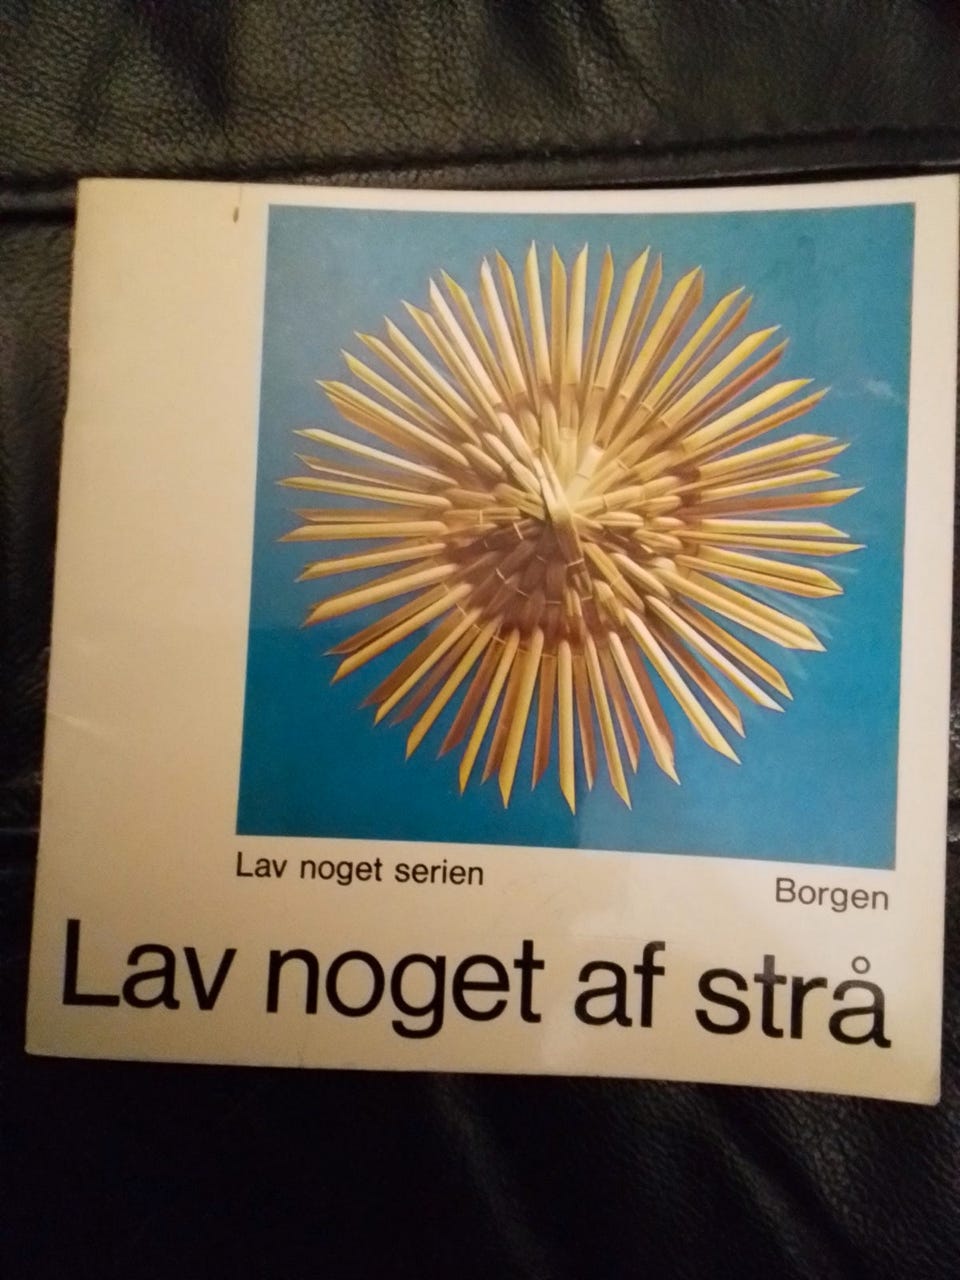 Lav noget serien
Borgen
Lav noget af strå